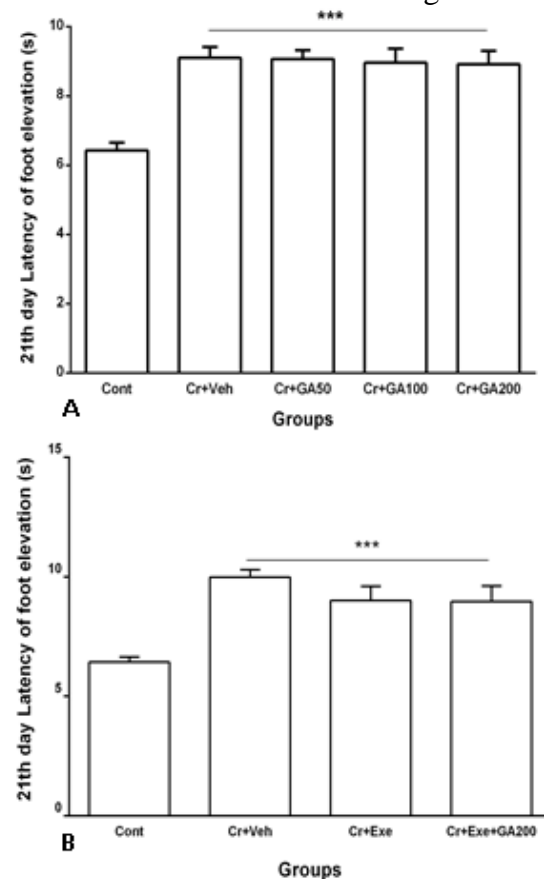 ***
21th day Latency of foot elevation (s)
10
8
6
4
2
0
Cont Cr+Veh Cr+GA50 Cr+GA100 Cr+GA200
A
Groups
21th day Latency of foot elevation (s)
15
10
5
0
***
Cont Cr+Veh Cr+Exe Cr+Exe+GA200
B
Groups